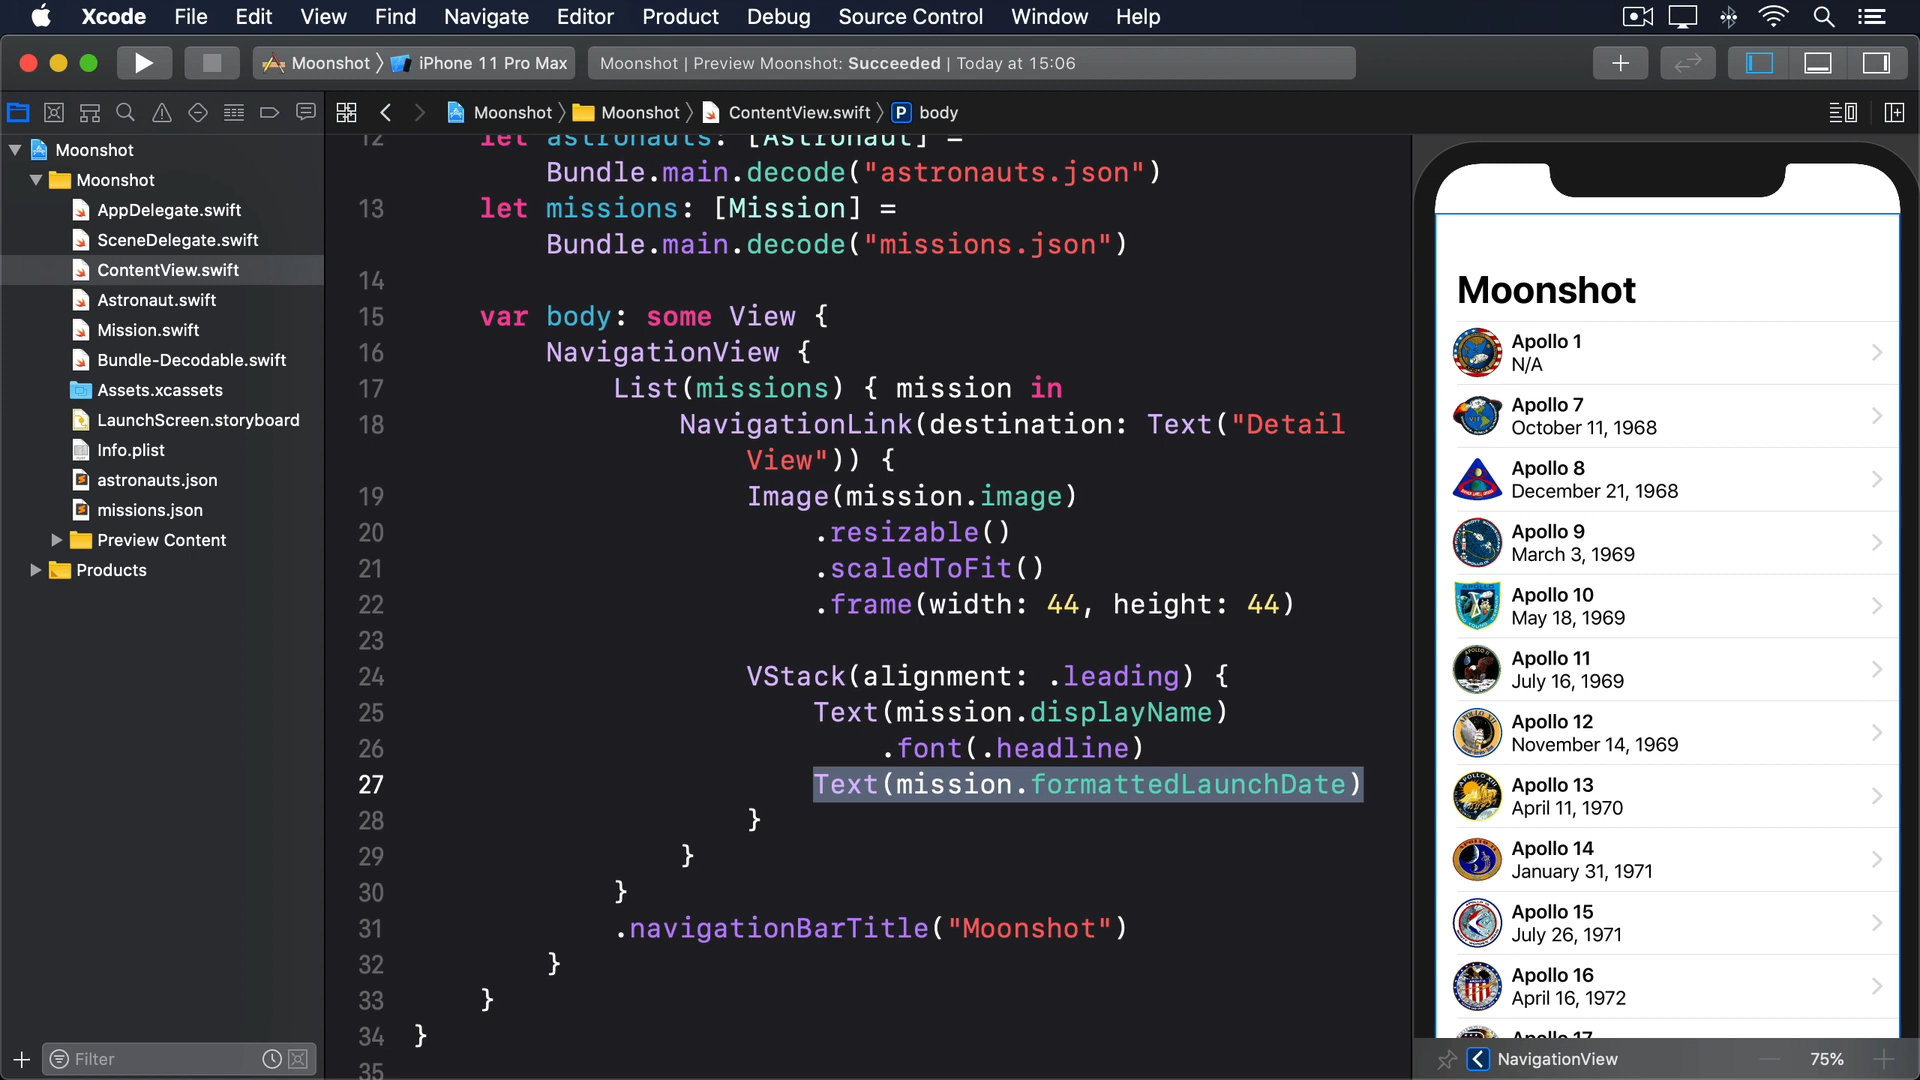 Xcode File Edit View Find Navigate Editor Product Debug Source Control Window Help
Moonshot iPhone 11 Pro Max
Moonshot | Preview Moonshot: Succeeded | Today at 15:06
Moonshot Moonshot ContentView.swift P body
Moonshot
Moonshot
AppDelegate.swift
SceneDelegate.swift
ContentView.swift
Astronaut.swift
Mission.swift
Bundle-Decodable.swift
Assets.xcassets
LaunchScreen.storyboard
Info.plist
astronauts.json
missions.json
Preview Content
Products
Filter
12 let astronauts: [Astronaut] =
Bundle.main.decode("astronauts.json")
13 let missions: [Mission] =
Bundle.main.decode("missions.json")
14
15 var body: some View {
16 NavigationView {
17 List(missions) { mission in
18 NavigationLink(destination: Text("Detail
View")) {
19 Image(mission.image)
20 .resizable()
21 .scaledToFit()
22 .frame(width: 44, height: 44)
23
24 VStack(alignment: .leading) {
25 Text(mission.displayName)
26 .font(.headline)
27 Text(mission.formattedLaunchDate)
28 }
29 }
30 }
31 .navigationBarTitle("Moonshot")
32 }
33 }
34 }
35
Moonshot
Apollo 1
N/A
Apollo 7
October 11, 1968
Apollo 8
December 21, 1968
Apollo 9
March 3, 1969
Apollo 10
May 18, 1969
Apollo 11
July 16, 1969
Apollo 12
November 14, 1969
Apollo 13
April 11, 1970
Apollo 14
January 31, 1971
Apollo 15
July 26, 1971
Apollo 16
April 16, 1972
Apollo 17
NavigationView 75%